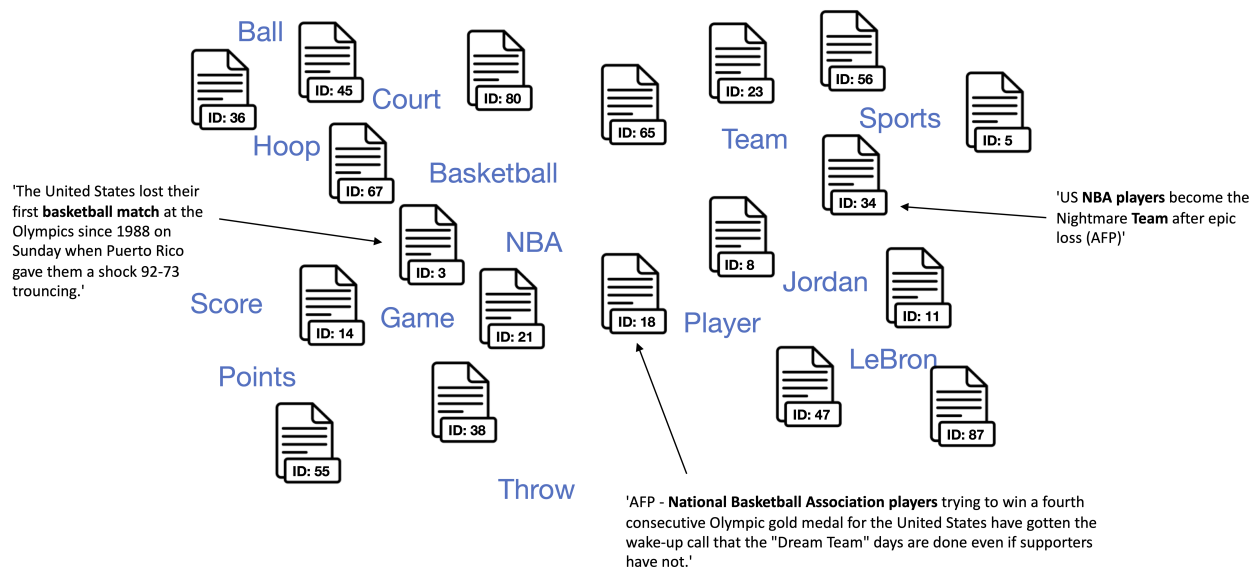 Ball
ID: 45
ID: 36
Court
ID: 80
ID: 65
ID: 23
ID: 56
ID: 5
Sports
Team
Hoop
ID: 67
Basketball
ID: 34
'The United States lost their
first basketball match at the
Olympics since 1988 on
Sunday when Puerto Rico
gave them a shock 92-73
trouncing.'
'US NBA players become the
Nightmare Team after epic
loss (AFP)'
NBA
ID: 3
ID: 8
Jordan
Score
ID: 14
Game
ID: 21
ID: 18
Player
ID: 11
LeBron
Points
ID: 38
ID: 47
ID: 87
ID: 55
Throw
'AFP - National Basketball Association players trying to win a fourth
consecutive Olympic gold medal for the United States have gotten the
wake-up call that the "Dream Team" days are done even if supporters
have not.'